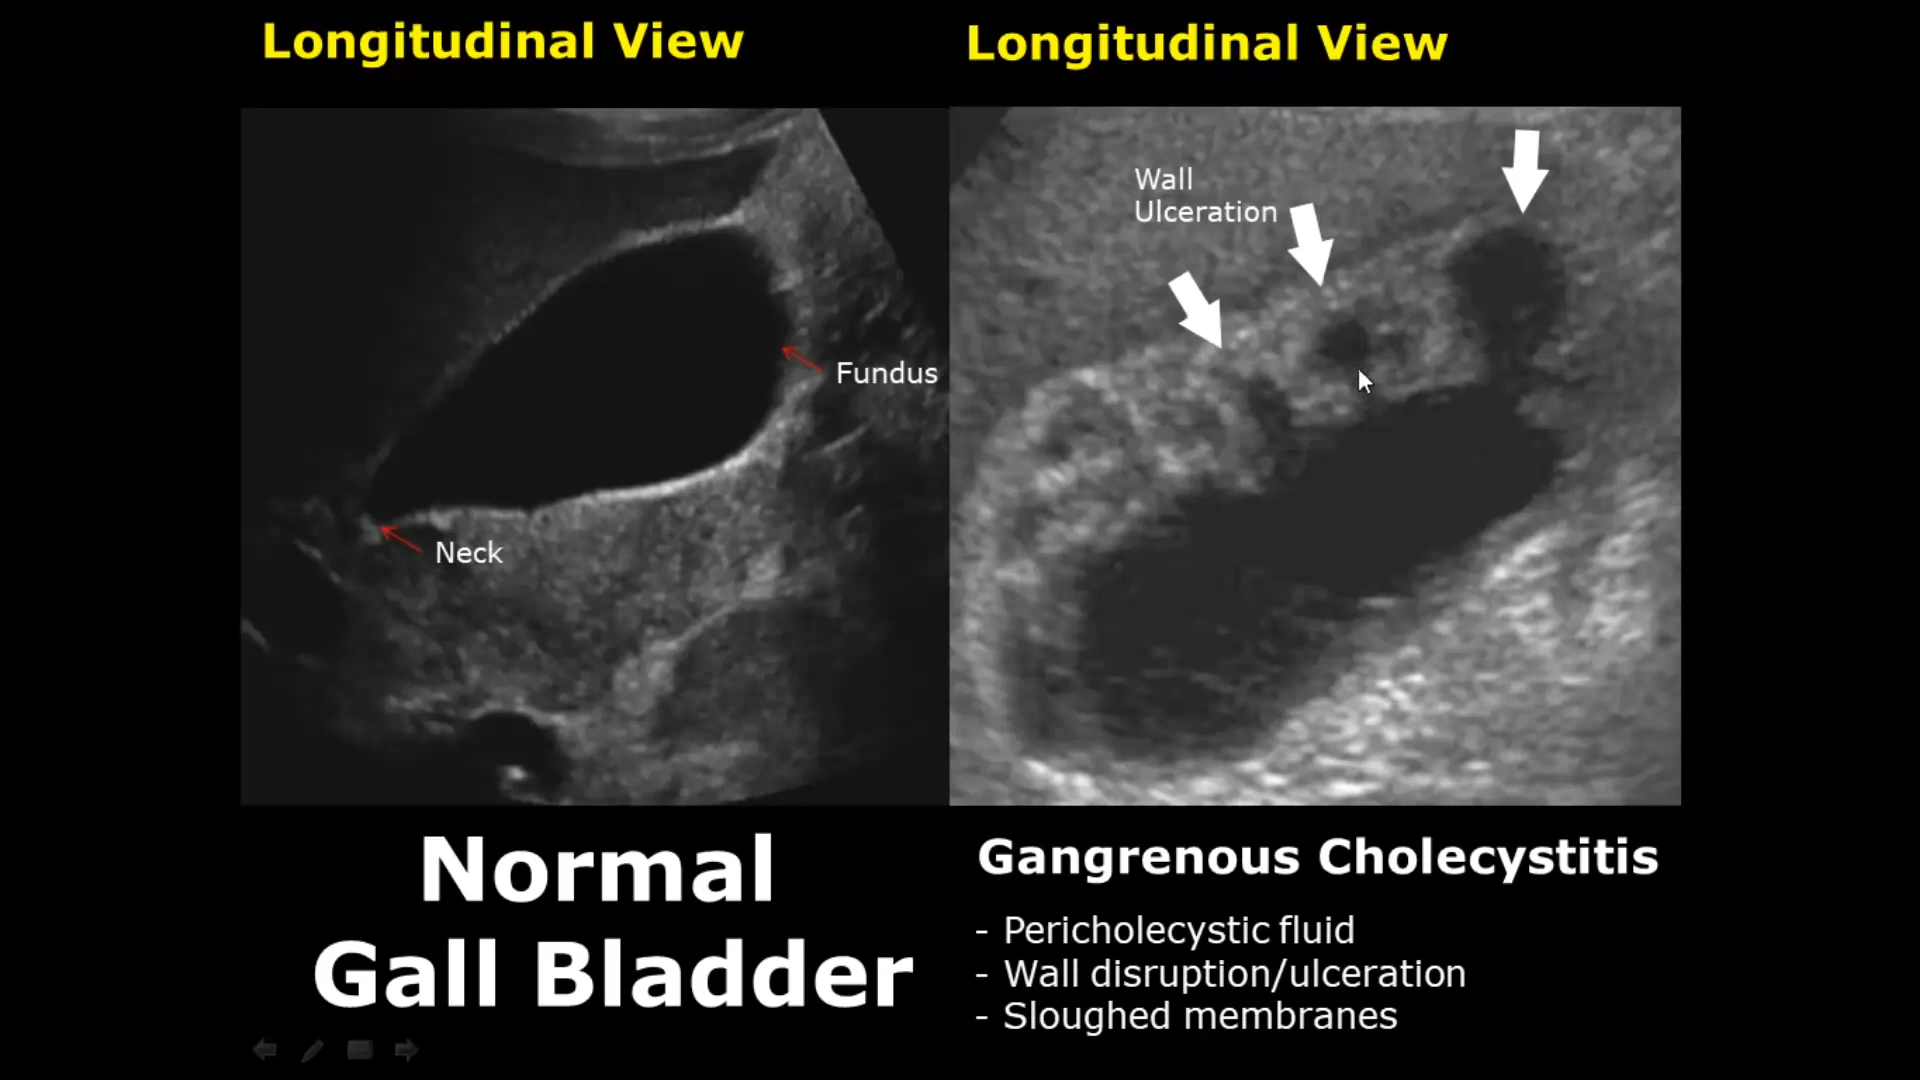 Longitudinal View
Fundus
Neck
Normal
Gall Bladder
Longitudinal View
Wall
Ulceration
Gangrenous Cholecystitis
- Pericholecystic fluid
- Wall disruption/ulceration
- Sloughed membranes